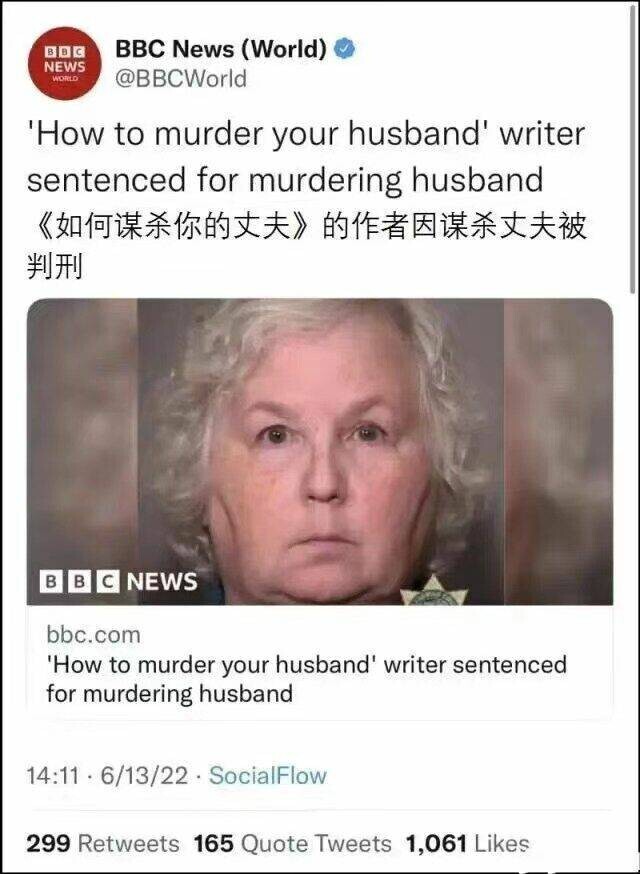 BBC
NEWS
WORLD
BBC News (World)
@BBCWorld
'How to murder your husband' writer
sentenced for murdering husband
《如何谋杀你的丈夫》的作者因谋杀丈夫被
判刑
BBC NEWS
bbc.com
'How to murder your husband' writer sentenced
for murdering husband
14:11 · 6/13/22 · SocialFlow
299 Retweets 165 Quote Tweets 1,061 Likes